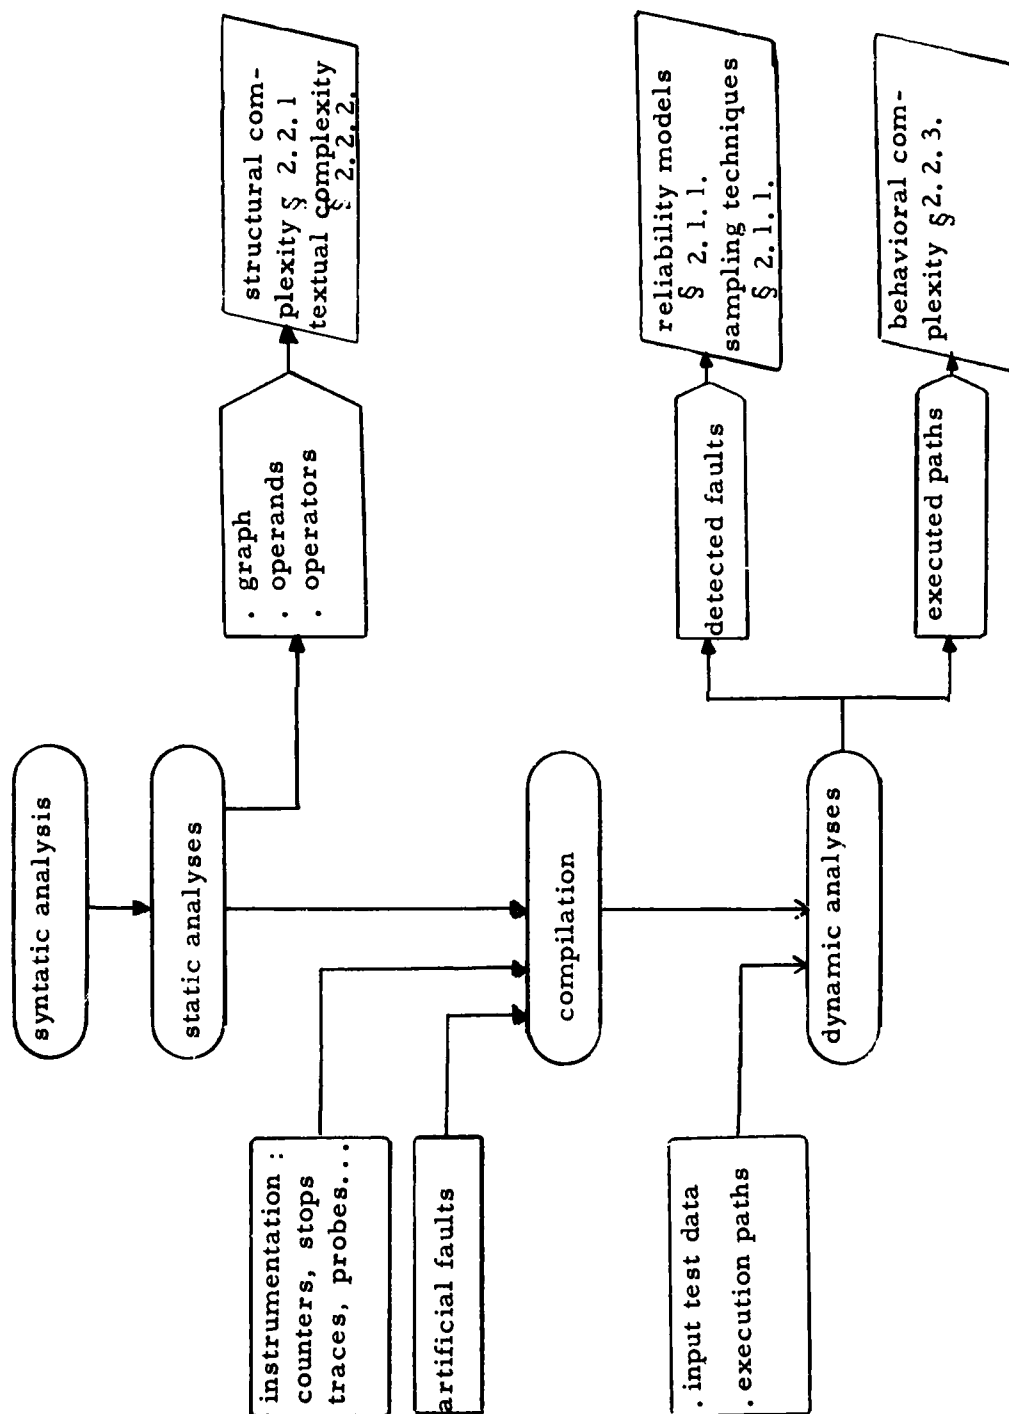 syntatic analysis
static analyses
. graph
. operands
. operators
structural com-
plexity § 2.2.1
textual complexity
§ 2.2.2.
instrumentation :
counters, stops
traces, probes...
artificial faults
compilation
. input test data
. execution paths
dynamic analyses
detected faults
reliability models
§ 2.1.1.
sampling techniques
§ 2.1.1.
executed paths
behavioral com-
plexity § 2.2.3.